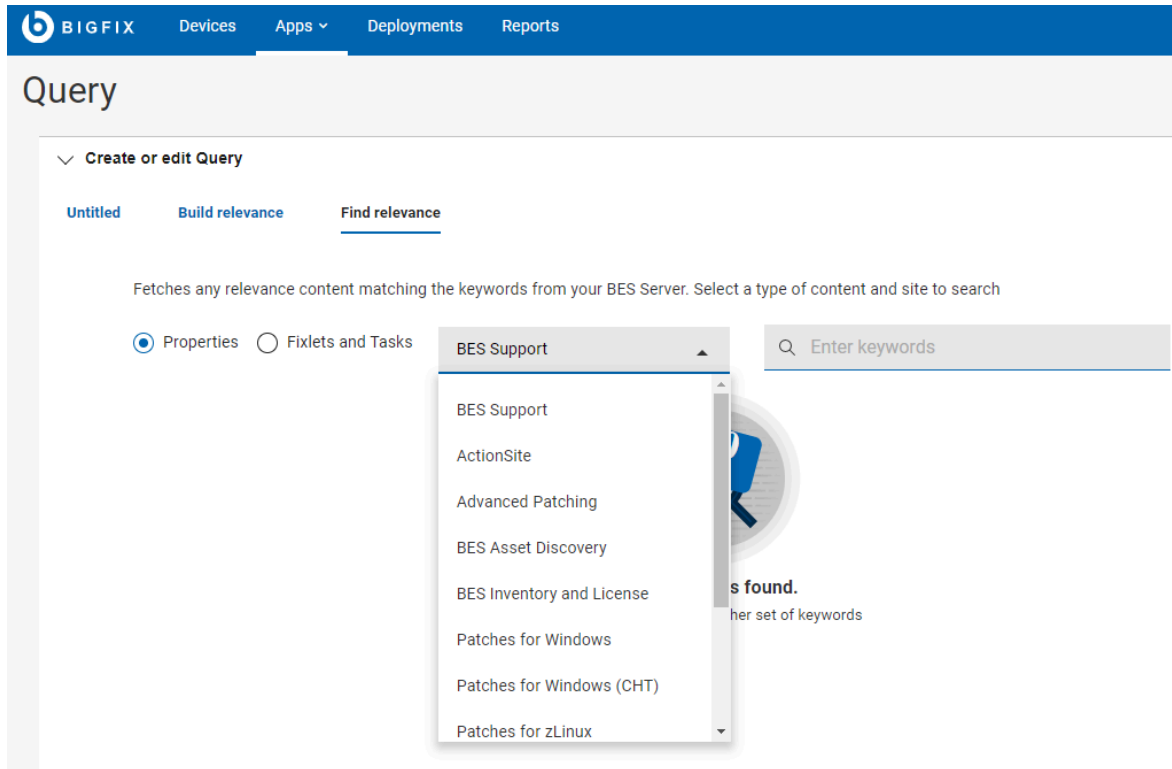 BIGFIX Devices Apps Deployments Reports
Query
Create or edit Query
Untitled Build relevance Find relevance
Fetches any relevance content matching the keywords from your BES Server. Select a type of content and site to search
Properties Fixlets and Tasks BES Support Enter keywords
BES Support
ActionSite
Advanced Patching
BES Asset Discovery
BES Inventory and License
s found.
her set of keywords
Patches for Windows
Patches for Windows (CHT)
Patches for zLinux